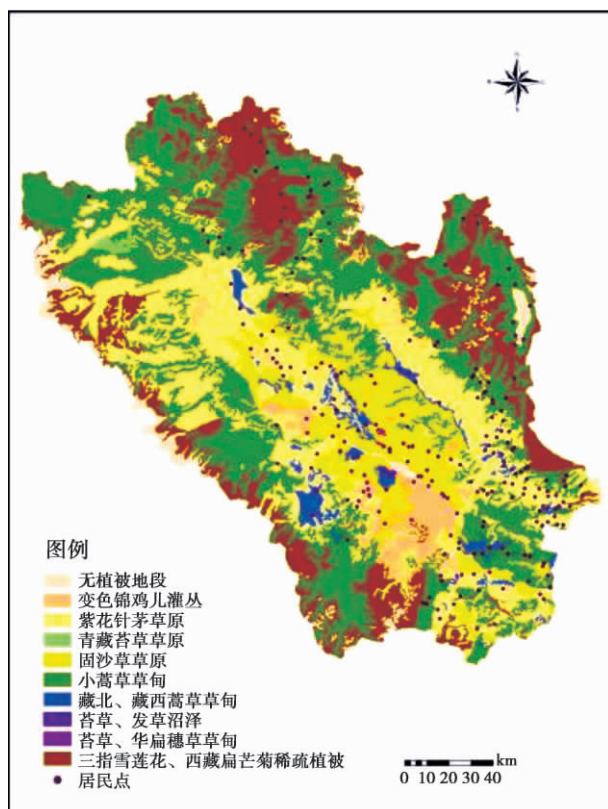 图例
无植被地段
变色锦鸡儿灌丛
紫花针茅草原
青藏苔草草原
固沙草草原
小蒿草草甸
藏北、藏西蒿草草甸
苔草、发草沼泽
苔草、华扁穗草草甸
三指雪莲花、西藏扁芒菊稀疏植被
居民点
km
0 10 20 30 40